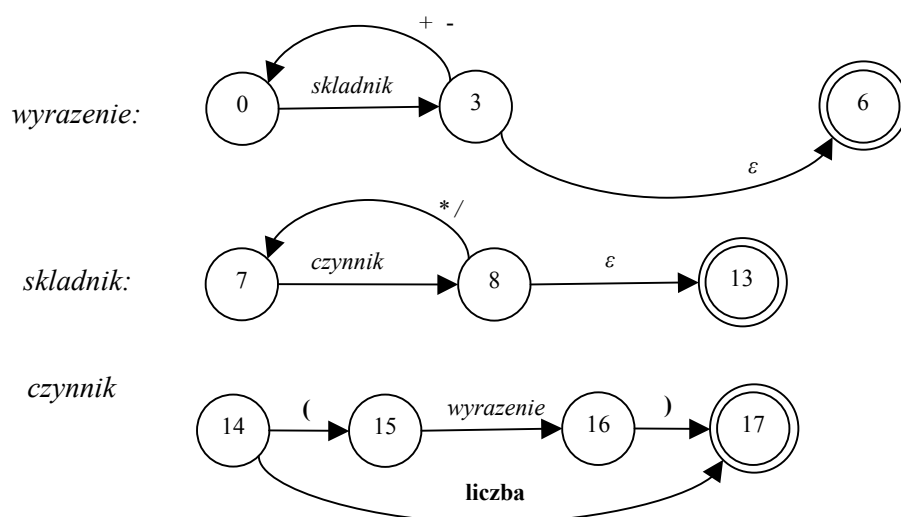 + -
wyrazenie: 0 skladnik 3 6
ε
* /
skladnik: 7 czynnik 8 ε 13
czynnik
14 ( 15 wyrazenie 16 ) 17
liczba